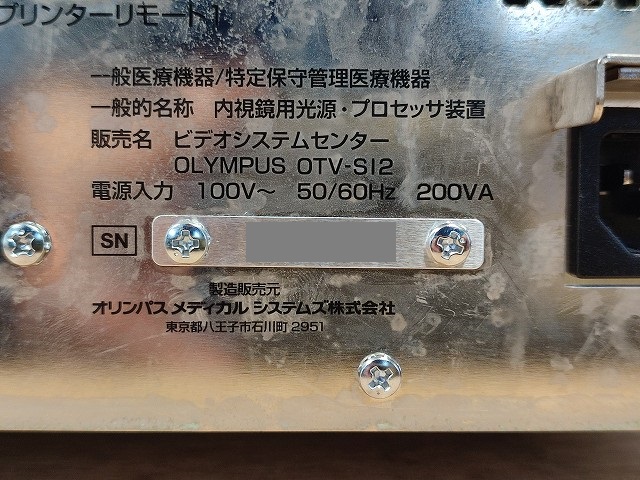 プリンターリモート1
一般医療機器/特定保守管理医療機器
一般的名称 内視鏡用光源・プロセッサ装置
販売名 ビデオシステムセンター
OLYMPUS OTV-SI2
電源入力 100V～ 50/60Hz 200VA
SN
製造販売元
オリンパス メディカル システムズ株式会社
東京都八王子市石川町 2951